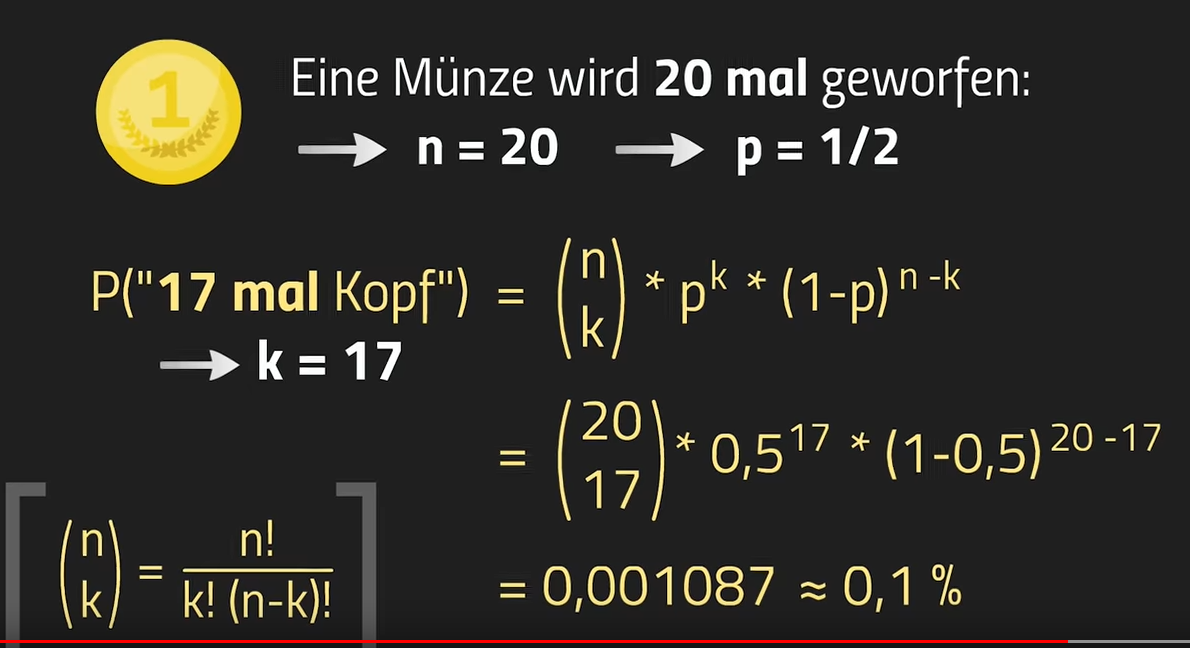 1
Eine Münze wird 20 mal geworfen:
→ n = 20 → p = 1/2
P("17 mal Kopf") = (n k) * p^k * (1-p)^n -k
→ k = 17
= (20 17) * 0,5^17 * (1-0,5)^20 -17
(n k) = n! / k! (n-k)!
= 0,001087 ≈ 0,1 %